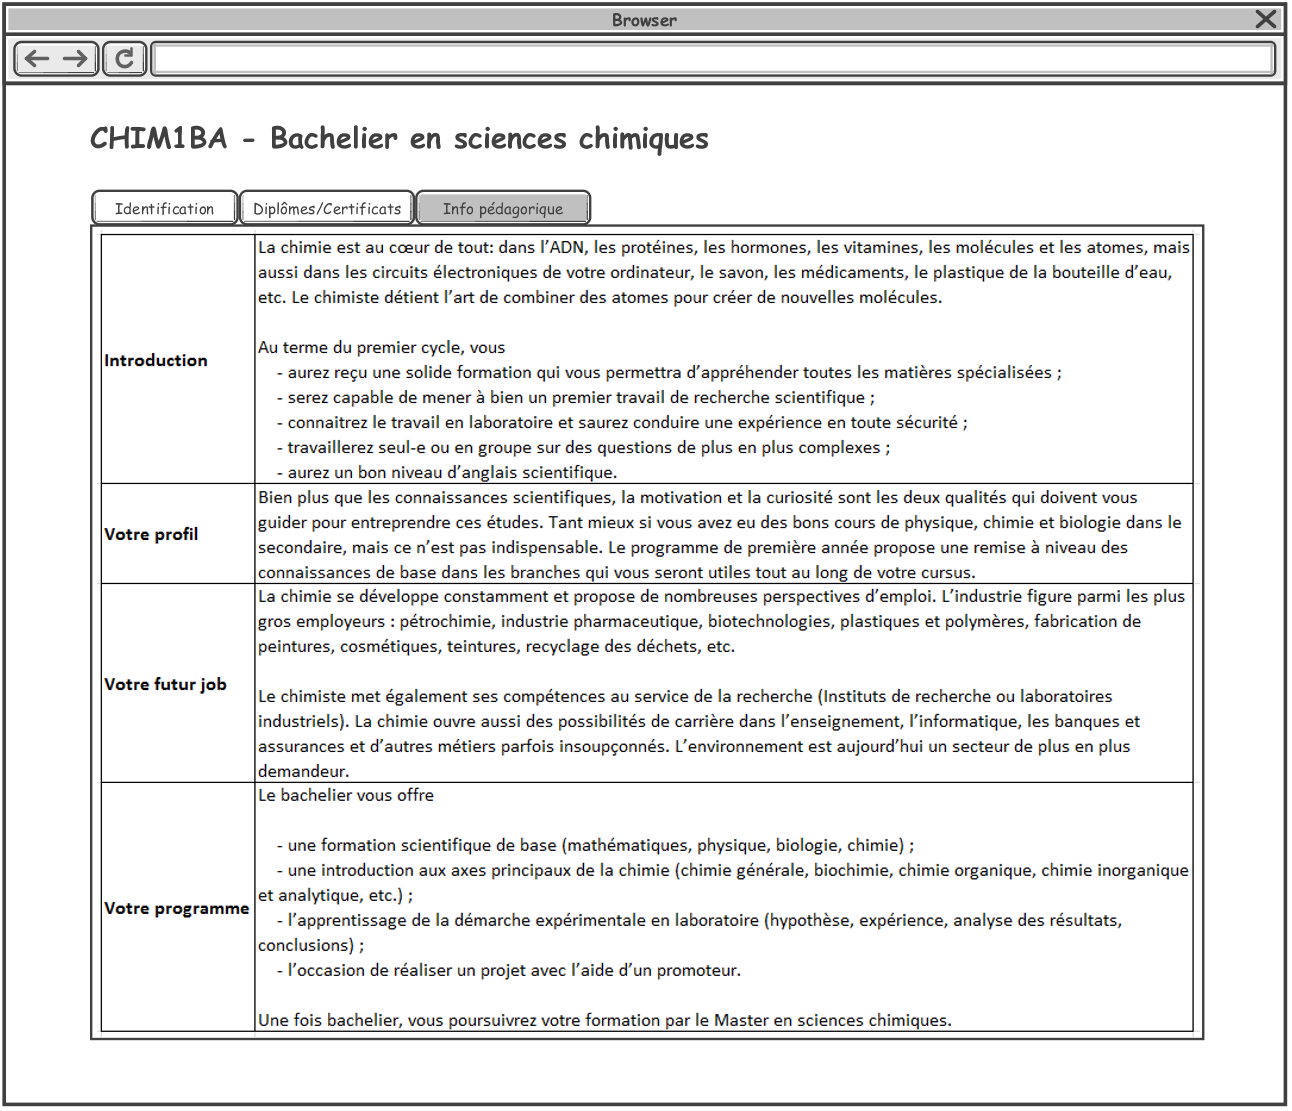 Browser
CHIM1BA - Bachelier en sciences chimiques
Identification
Diplômes/Certificats
Info pédagorique
Introduction
La chimie est au cœur de tout: dans l’ADN, les protéines, les hormones, les vitamines, les molécules et les atomes, mais
aussi dans les circuits électroniques de votre ordinateur, le savon, les médicaments, le plastique de la bouteille d’eau,
etc. Le chimiste détient l’art de combiner des atomes pour créer de nouvelles molécules.
Au terme du premier cycle, vous
- aurez reçu une solide formation qui vous permettra d’appréhender toutes les matières spécialisées ;
- serez capable de mener à bien un premier travail de recherche scientifique ;
- connaitrez le travail en laboratoire et saurez conduire une expérience en toute sécurité ;
- travaillerez seul-e ou en groupe sur des questions de plus en plus complexes ;
- aurez un bon niveau d’anglais scientifique.
Votre profil
Bien plus que les connaissances scientifiques, la motivation et la curiosité sont les deux qualités qui doivent vous
guider pour entreprendre ces études. Tant mieux si vous avez eu des bons cours de physique, chimie et biologie dans le
secondaire, mais ce n’est pas indispensable. Le programme de première année propose une remise à niveau des
connaissances de base dans les branches qui vous seront utiles tout au long de votre cursus.
Votre futur job
La chimie se développe constamment et propose de nombreuses perspectives d’emploi. L’industrie figure parmi les plus
gros employeurs : pétrochimie, industrie pharmaceutique, biotechnologies, plastiques et polymères, fabrication de
peintures, cosmétiques, teintures, recyclage des déchets, etc.
Le chimiste met également ses compétences au service de la recherche (Instituts de recherche ou laboratoires
industriels). La chimie ouvre aussi des possibilités de carrière dans l’enseignement, l’informatique, les banques et
assurances et d’autres métiers parfois insoupçonnés. L’environnement est aujourd’hui un secteur de plus en plus
demandeur.
Votre programme
Le bachelier vous offre
- une formation scientifique de base (mathématiques, physique, biologie, chimie) ;
- une introduction aux axes principaux de la chimie (chimie générale, biochimie, chimie organique, chimie inorganique
et analytique, etc.) ;
- l’apprentissage de la démarche expérimentale en laboratoire (hypothèse, expérience, analyse des résultats,
conclusions) ;
- l’occasion de réaliser un projet avec l’aide d’un promoteur.
Une fois bachelier, vous poursuivrez votre formation par le Master en sciences chimiques.